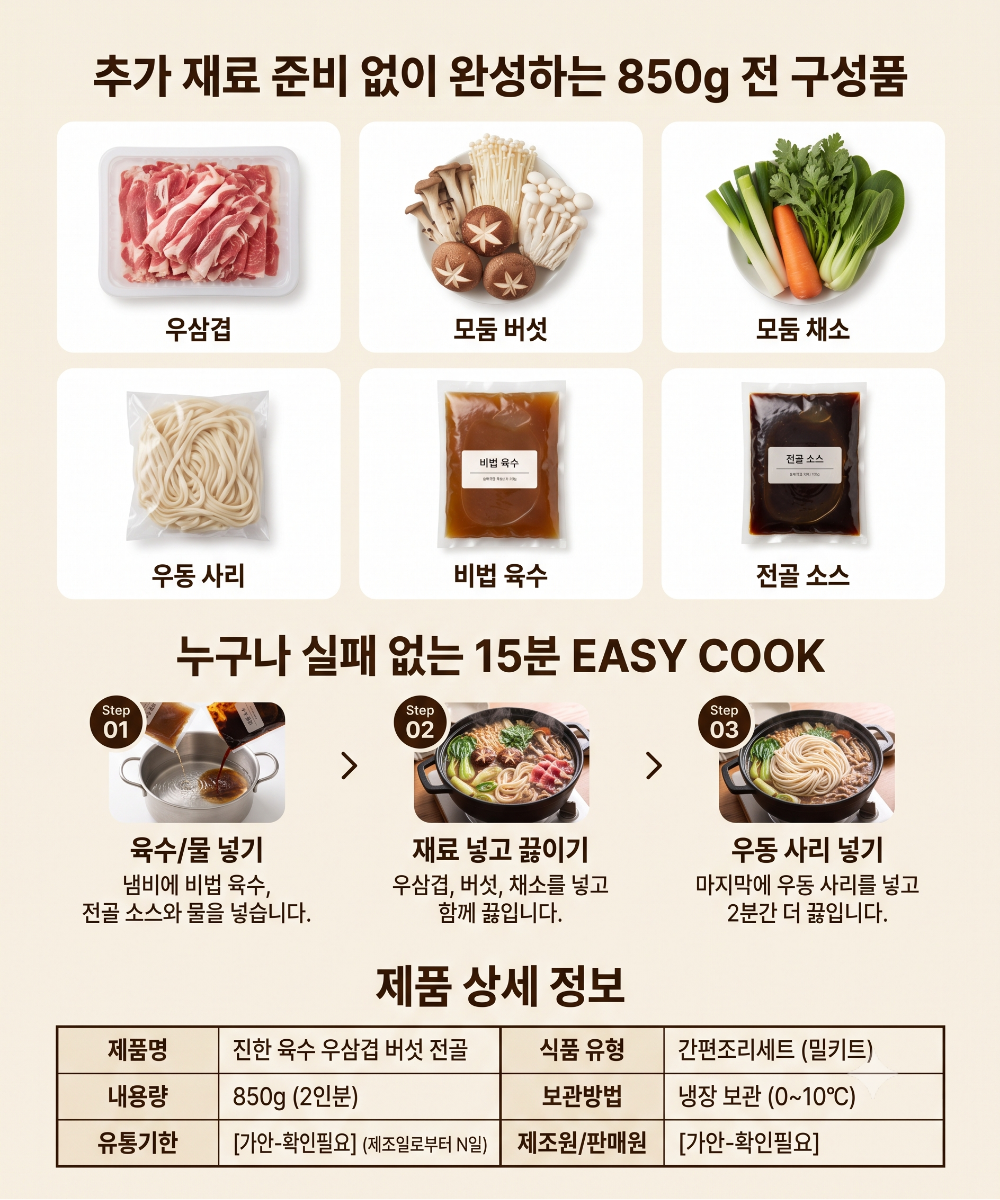 추가 재료 준비 없이 완성하는 850g 전 구성품
우삼겹
모둠 버섯
모둠 채소
비법 육수
전골 소스
우동 사리
비법 육수
전골 소스
누구나 실패 없는 15분 EASY COOK
Step
01
Step
02
Step
03
육수/물 넣기
재료 넣고 끓이기
우동 사리 넣기
냄비에 비법 육수,
전골 소스와 물을 넣습니다.
우삼겹, 버섯, 채소를 넣고
함께 끓입니다.
마지막에 우동 사리를 넣고
2분간 더 끓입니다.
제품 상세 정보
제품명 진한 육수 우삼겹 버섯 전골 식품 유형 간편조리세트 (밀키트)
내용량 850g (2인분) 보관방법 냉장 보관 (0~10℃)
유통기한 [가안-확인필요] (제조일로부터 N일) 제조원/판매원 [가안-확인필요]